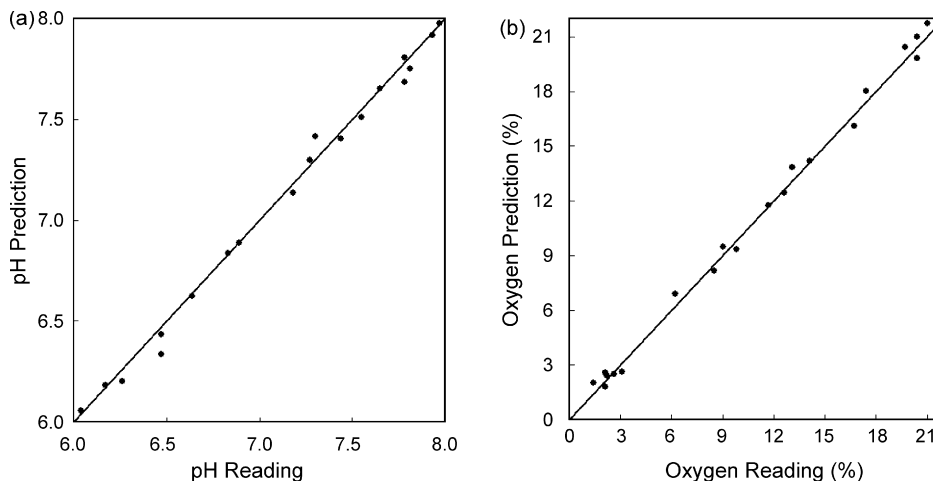 (a)
8.0
7.5
7.0
6.5
6.0
pH Prediction
6.0 6.5 7.0 7.5 8.0
pH Reading
(b)
21
18
15
12
9
6
3
0
Oxygen Prediction (%)
0 3 6 9 12 15 18 21
Oxygen Reading (%)